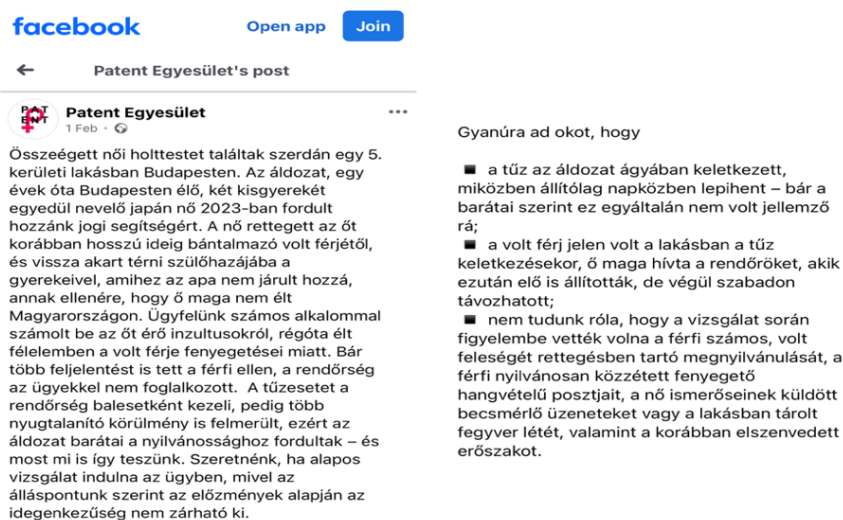 facebook
Open app
Join
Patent Egyesület's post
PAT
ENT
Patent Egyesület
1 Feb ·
Összeégett női holttestet találtak szerdán egy 5.
kerületi lakásban Budapesten. Az áldozat, egy
évek óta Budapesten élő, két kisgyerekét
egyedül nevelő japán nő 2023-ban fordult
hozzánk jogi segítségért. A nő rettegett az őt
korábban hosszú ideig bántalmazó volt férjétől,
és vissza akart térni szülőhazájába a
gyerekeivel, amihez az apa nem járult hozzá,
annak ellenére, hogy ő maga nem élt
Magyarországon. Ügyfelünk számos alkalommal
számolt be az őt érő inzultusokról, régóta élt
félelemben a volt férje fenyegetései miatt. Bár
több feljelentést is tett a férfi ellen, a rendőrség
az ügyekkel nem foglalkozott. A tűzesetet a
rendőrség balesetként kezeli, pedig több
nyugtalanító körülmény is felmerült, ezért az
áldozat barátai a nyilvánossághoz fordultak – és
most mi is így teszünk. Szeretnénk, ha alapos
vizsgálat indulna az ügyben, mivel az
álláspontunk szerint az előzmények alapján az
idegenkezűség nem zárható ki.
Gyanúra ad okot, hogy
▪ a tűz az áldozat ágyában keletkezett,
miközben állítólag napközben lepihent – bár a
barátai szerint ez egyáltalán nem volt jellemző
rá;
▪ a volt férj jelen volt a lakásban a tűz
keletkezésekor, ő maga hívta a rendőröket, akik
ezután elő is állították, de végül szabadon
távozhatott;
▪ nem tudunk róla, hogy a vizsgálat során
figyelembe vették volna a férfi számos, volt
feleségét rettegésben tartó megnyilvánulását, a
férfi nyilvánosan közzétett fenyegető
hangvételű posztjait, a nő ismerőseinek küldött
becsmérlő üzeneteket vagy a lakásban tárolt
fegyver létét, valamint a korábban elszenvedett
erőszakot.